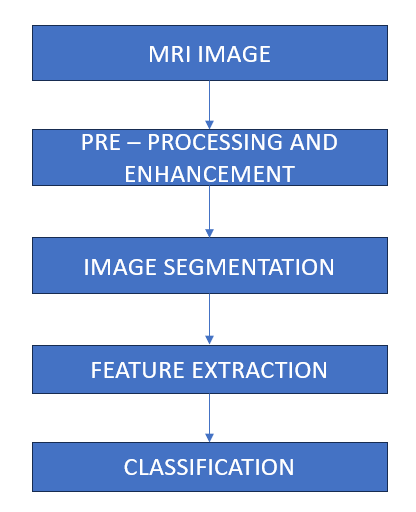 MRI IMAGE
PRE – PROCESSING AND
ENHANCEMENT
IMAGE SEGMENTATION
FEATURE EXTRACTION
CLASSIFICATION